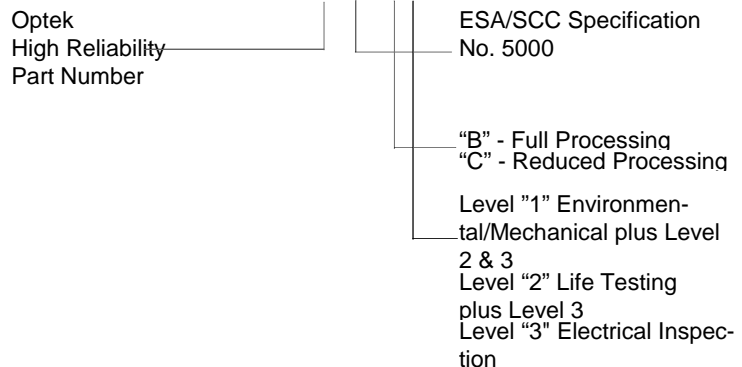 Optek
High Reliability
Part Number
ESA/SCC Specification
No. 5000
“B” - Full Processing
“C” - Reduced Processing
Level ”1” Environmen-
tal/Mechanical plus Level
2 & 3
Level “2” Life Testing
plus Level 3
Level “3" Electrical Inspec-
tion